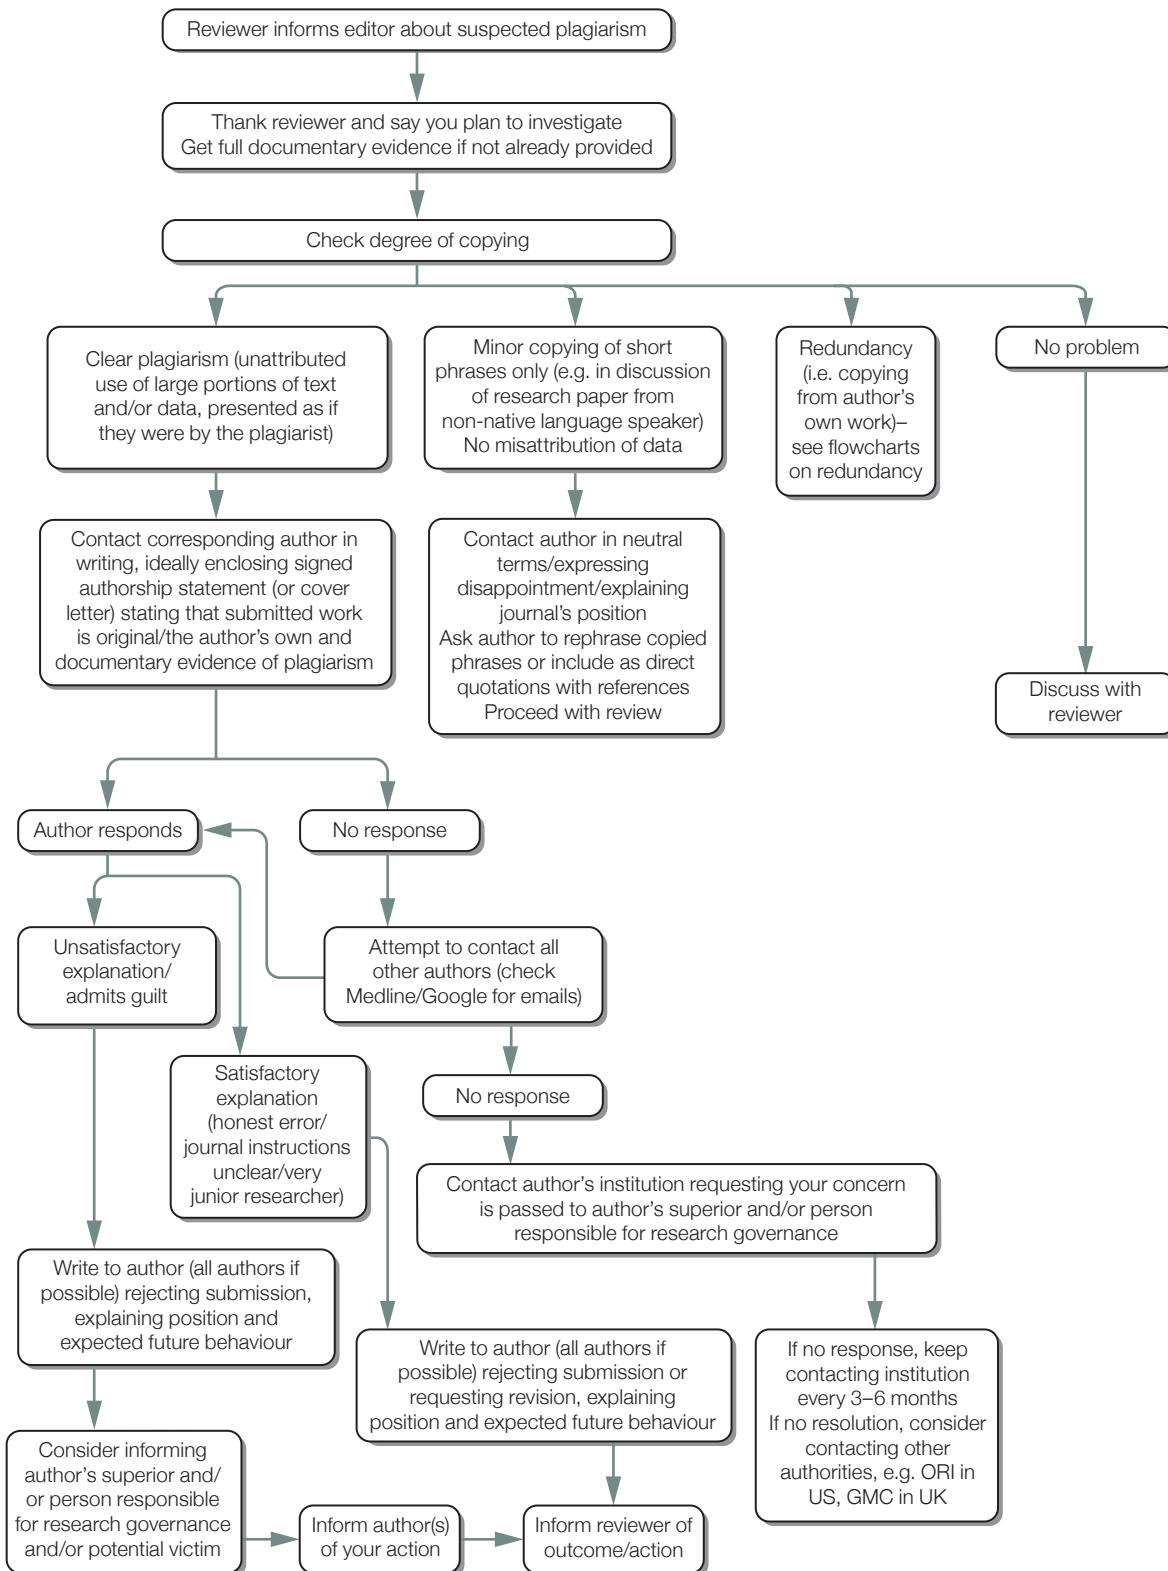 Reviewer informs editor about suspected plagiarism
Thank reviewer and say you plan to investigate
Get full documentary evidence if not already provided
Check degree of copying
Clear plagiarism (unattributed
use of large portions of text
and/or data, presented as if
they were by the plagiarist)
Minor copying of short
phrases only (e.g. in discussion
of research paper from
non-native language speaker)
No misattribution of data
Redundancy
(i.e. copying
from author's
own work)–
see flowcharts
on redundancy
No problem
Contact corresponding author in
writing, ideally enclosing signed
authorship statement (or cover
letter) stating that submitted work
is original/the author's own and
documentary evidence of plagiarism
Contact author in neutral
terms/expressing
disappointment/explaining
journal's position
Ask author to rephrase copied
phrases or include as direct
quotations with references
Proceed with review
Discuss with
reviewer
Author responds
No response
Unsatisfactory
explanation/
admits guilt
Attempt to contact all
other authors (check
Medline/Google for emails)
Satisfactory
explanation
(honest error/
journal instructions
unclear/very
junior researcher)
No response
Contact author's institution requesting your concern
is passed to author's superior and/or person
responsible for research governance
Write to author (all authors if
possible) rejecting submission,
explaining position and
expected future behaviour
Write to author (all authors if
possible) rejecting submission or
requesting revision, explaining
position and expected future behaviour
If no response, keep
contacting institution
every 3–6 months
If no resolution, consider
contacting other
authorities, e.g. ORI in
US, GMC in UK
Consider informing
author's superior and/
or person responsible
for research governance
and/or potential victim
Inform author(s)
of your action
Inform reviewer of
outcome/action